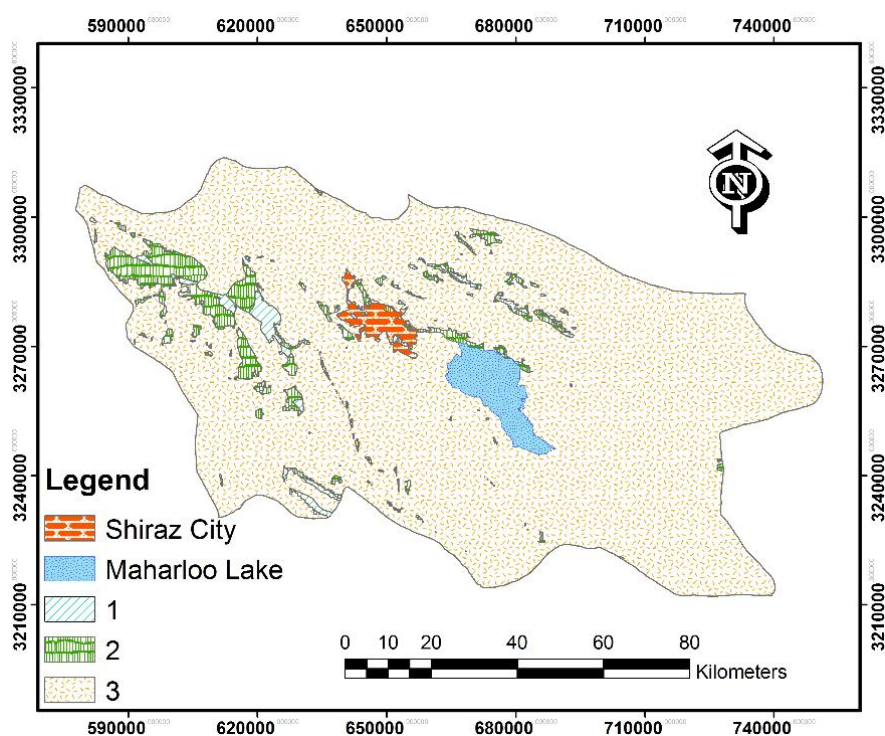 590000 620000 650000 680000 710000 740000
3330000 3330000
3300000 3300000
3270000 3270000
3240000 3240000
3210000 3210000
N
Legend
Shiraz City
Maharloo Lake
1
2
3
0 10 20 40 60 80
Kilometers
590000 620000 650000 680000 710000 740000